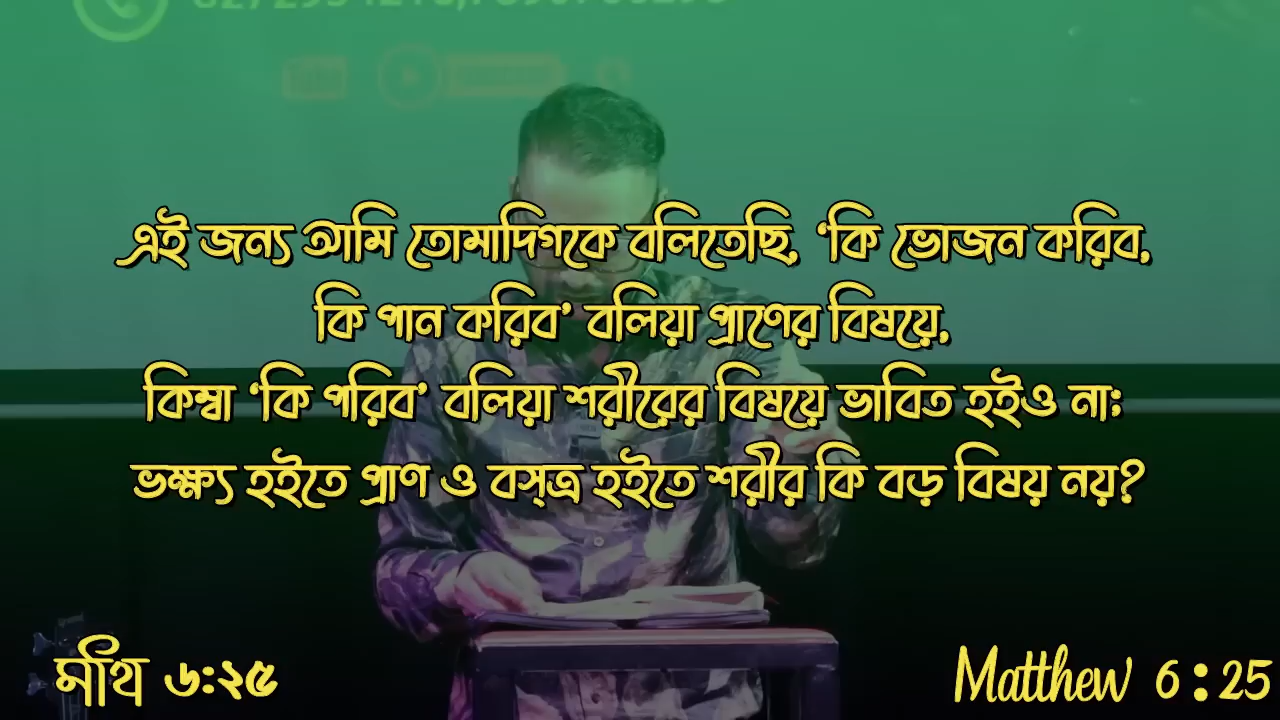 এই জন্য আমি তোমাদিগকে বলিতেছি, ‘কি ভোজন করিব,
কি পান করিব’ বলিয়া প্রাণের বিষয়ে,
কিম্বা ‘কি পরিব’ বলিয়া শরীরের বিষয়ে ভাবিত হইও না;
ভক্ষ্য হইতে প্রাণ ও বস্ত্র হইতে শরীর কি বড় বিষয় নয়?
মথি ৬:২৫
Matthew 6:25